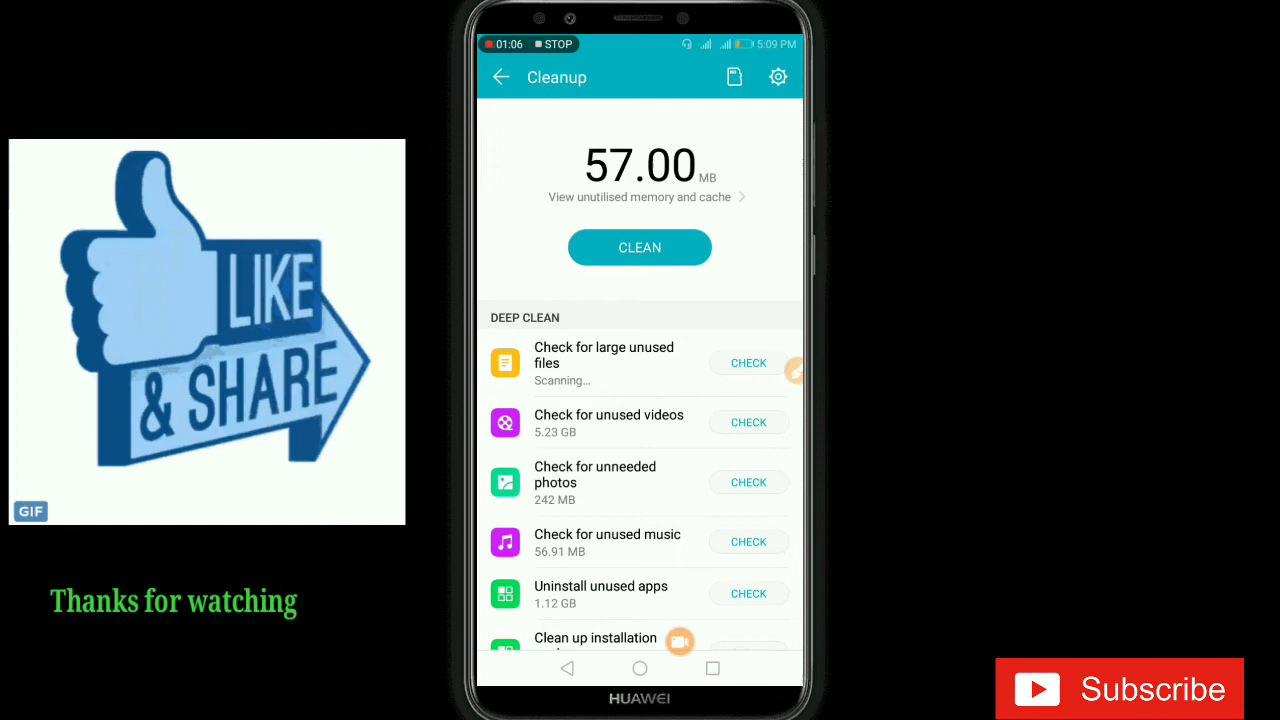 01:06 STOP
5:09 PM
Cleanup
57.00 MB
View unutilised memory and cache
CLEAN
DEEP CLEAN
Check for large unused
files
Scanning...
CHECK
Check for unused videos
5.23 GB
CHECK
Check for unneeded
photos
242 MB
CHECK
Check for unused music
56.91 MB
CHECK
Uninstall unused apps
1.12 GB
CHECK
Clean up installation
HUAWEI
LIKE
& SHARE
GIF
Thanks for watching
Subscribe